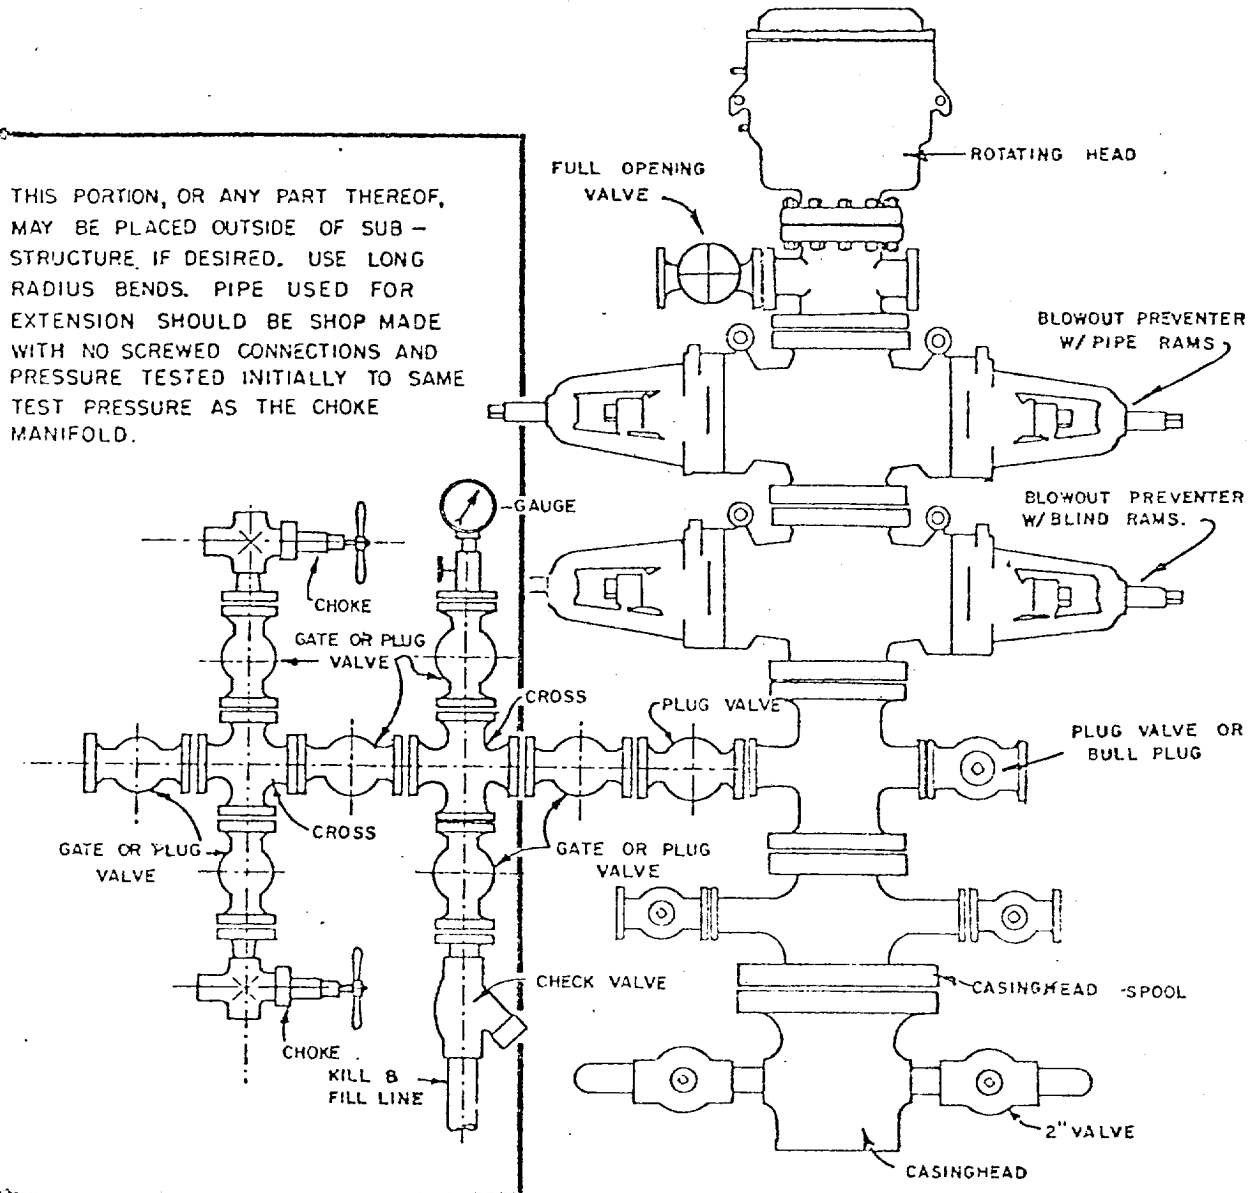 ROTATING HEAD
FULL OPENING
VALVE
THIS PORTION, OR ANY PART THEREOF,
MAY BE PLACED OUTSIDE OF SUB-
STRUCTURE IF DESIRED. USE LONG
RADIUS BENDS. PIPE USED FOR
EXTENSION SHOULD BE SHOP MADE
WITH NO SCREWED CONNECTIONS AND
PRESSURE TESTED INITIALLY TO SAME
TEST PRESSURE AS THE CHOKE
MANIFOLD.
BLOWOUT PREVENTER
W/PIPE RAMS
BLOWOUT PREVENTER
W/BLIND RAMS.
GAUGE
CHOKE
GATE OR PLUG
VALVE
CROSS
PLUG VALVE
PLUG VALVE OR
BULL PLUG
CROSS
GATE OR PLUG
VALVE
GATE OR PLUG
VALVE
CHECK VALVE
CASINGHEAD SPOOL
CHOKE
KILL &
FILL LINE
2" VALVE
CASINGHEAD